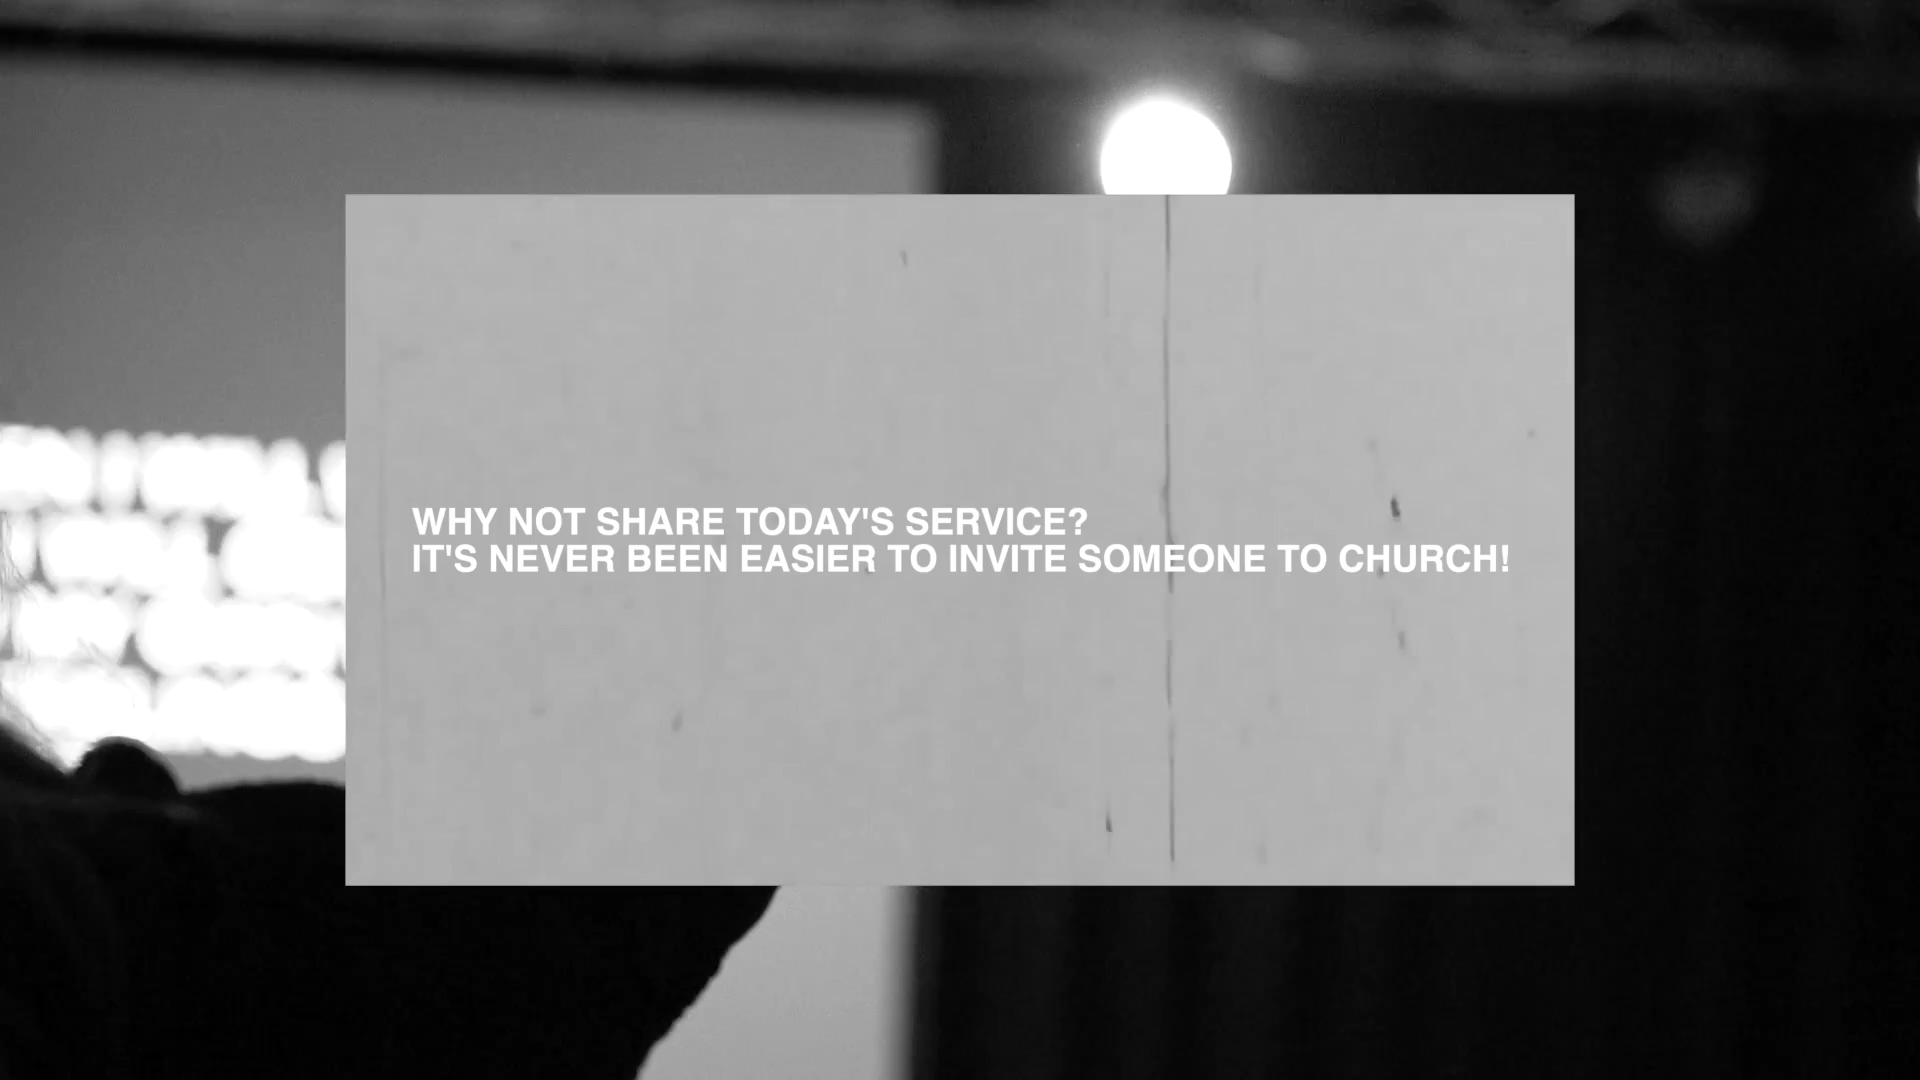 WHY NOT SHARE TODAY'S SERVICE?
IT'S NEVER BEEN EASIER TO INVITE SOMEONE TO CHURCH!